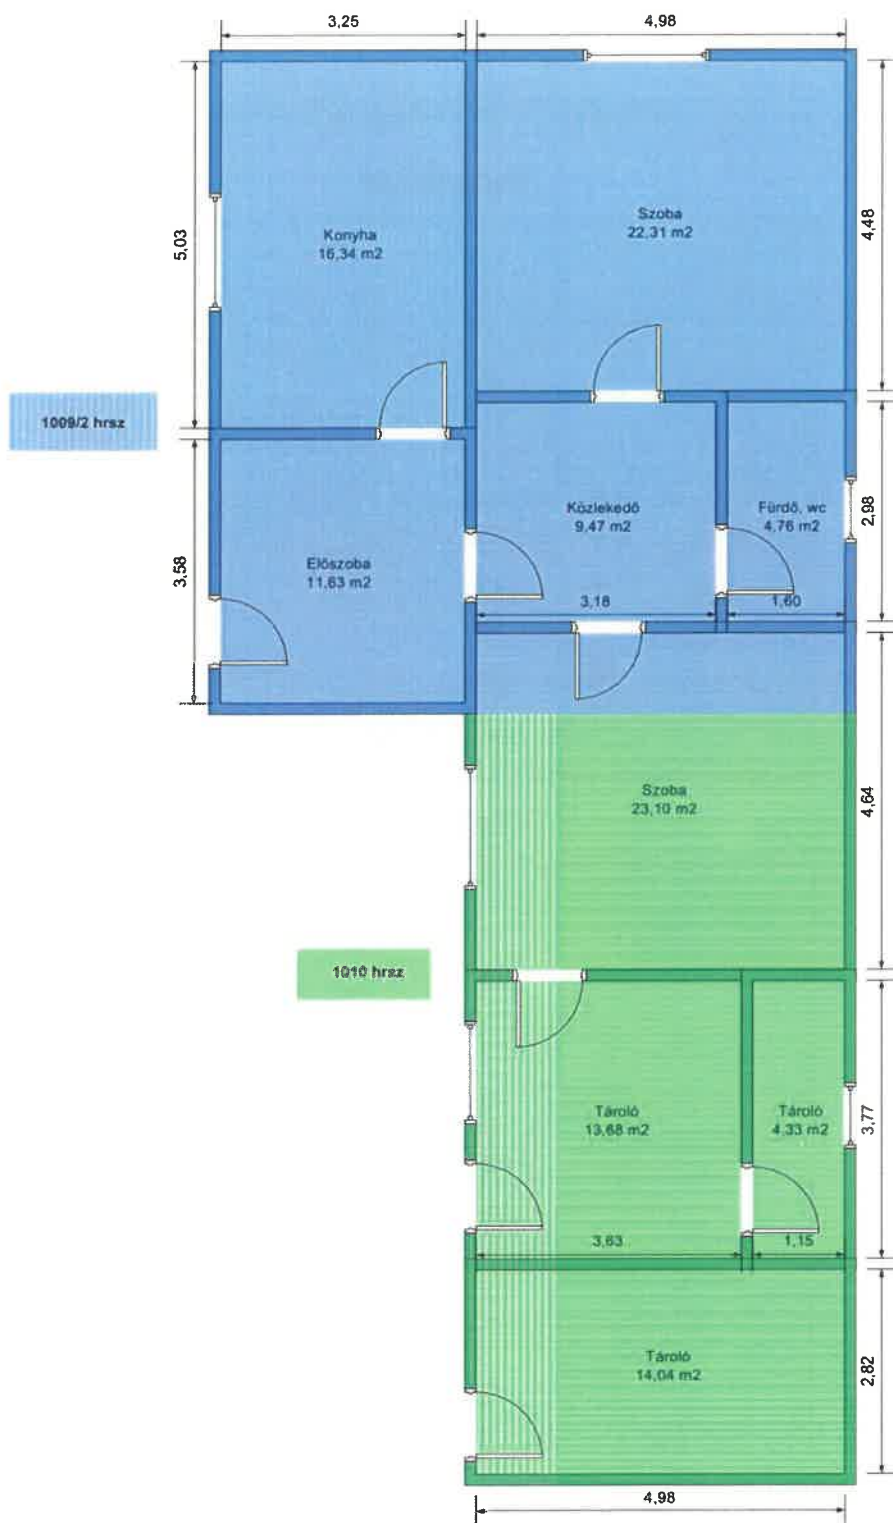 3,25
4,98
5,03
Konyha
16,34 m2
Szoba
22,31 m2
4,48
1009/2 hrsz
Közlekedő
9,47 m2
Fürdő, wc
4,76 m2
2,98
3,58
Előszoba
11,63 m2
3,18
1,60
Szoba
23,10 m2
4,64
1010 hrsz
Tároló
13,68 m2
Tároló
4,33 m2
3,77
3,63
1,15
Tároló
14,04 m2
2,82
4,98